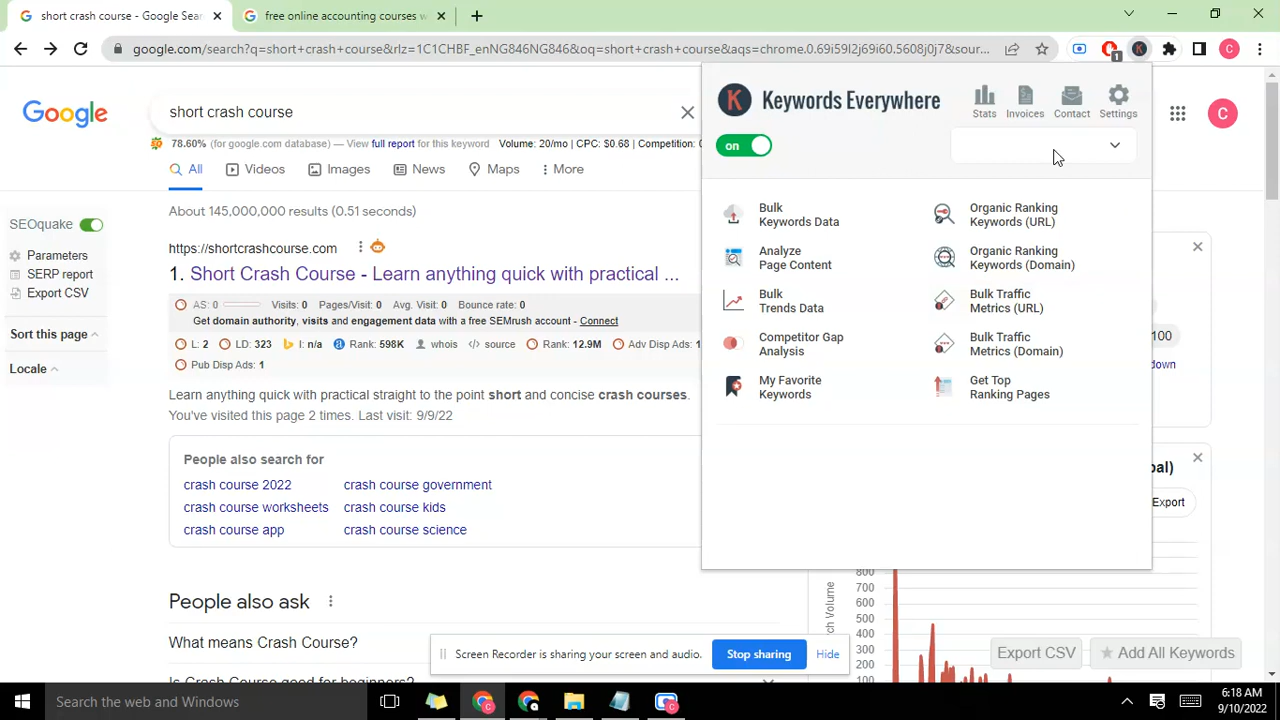 short crash course - Google Sea
free online accounting courses w
google.com/search?q=short+crash+course&rlz=1C1CHBF_enNG846NG846&oq=short+crash+course&aqs=chrome.0.69i59l2j69i60.5608j0j7&sour...
1
C
Google
short crash course
78.60% (for google.com database) View full report for this keyword
Volume: 20/mo | CPC: $0.68 | Competition: 0
All
Videos
Images
News
Maps
More
About 145,000,000 results (0.51 seconds)
SEOquake
Parameters
SERP report
Export CSV
Sort this page
Locale
https://shortcrashcourse.com
1. Short Crash Course - Learn anything quick with practical ...
AS: 0 Visits: 0 Pages/Visit: 0 Avg. Visit: 0 Bounce rate: 0
Get domain authority, visits and engagement data with a free SEMrush account - Connect
L: 2 LD: 323 I: n/a Rank: 598K whois source Rank: 12.9M Adv Disp Ads: 1
Pub Disp Ads: 1
Learn anything quick with practical straight to the point short and concise crash courses.
You've visited this page 2 times. Last visit: 9/9/22
People also search for
crash course 2022
crash course government
crash course worksheets
crash course kids
crash course app
crash course science
People also ask
What means Crash Course?
Is Crash Course good for beginners?
K
Keywords Everywhere
Stats
Invoices
Contact
Settings
on
Bulk
Keywords Data
Organic Ranking
Keywords (URL)
Analyze
Page Content
Organic Ranking
Keywords (Domain)
Bulk
Trends Data
Bulk Traffic
Metrics (URL)
Competitor Gap
Analysis
Bulk Traffic
Metrics (Domain)
My Favorite
Keywords
Get Top
Ranking Pages
C
100
down
bal)
Export
800
700
600
500
400
300
200
rch Volume
Export CSV
Add All Keywords
Screen Recorder is sharing your screen and audio.
Stop sharing
Hide
Search the web and Windows
6:18 AM
9/10/2022